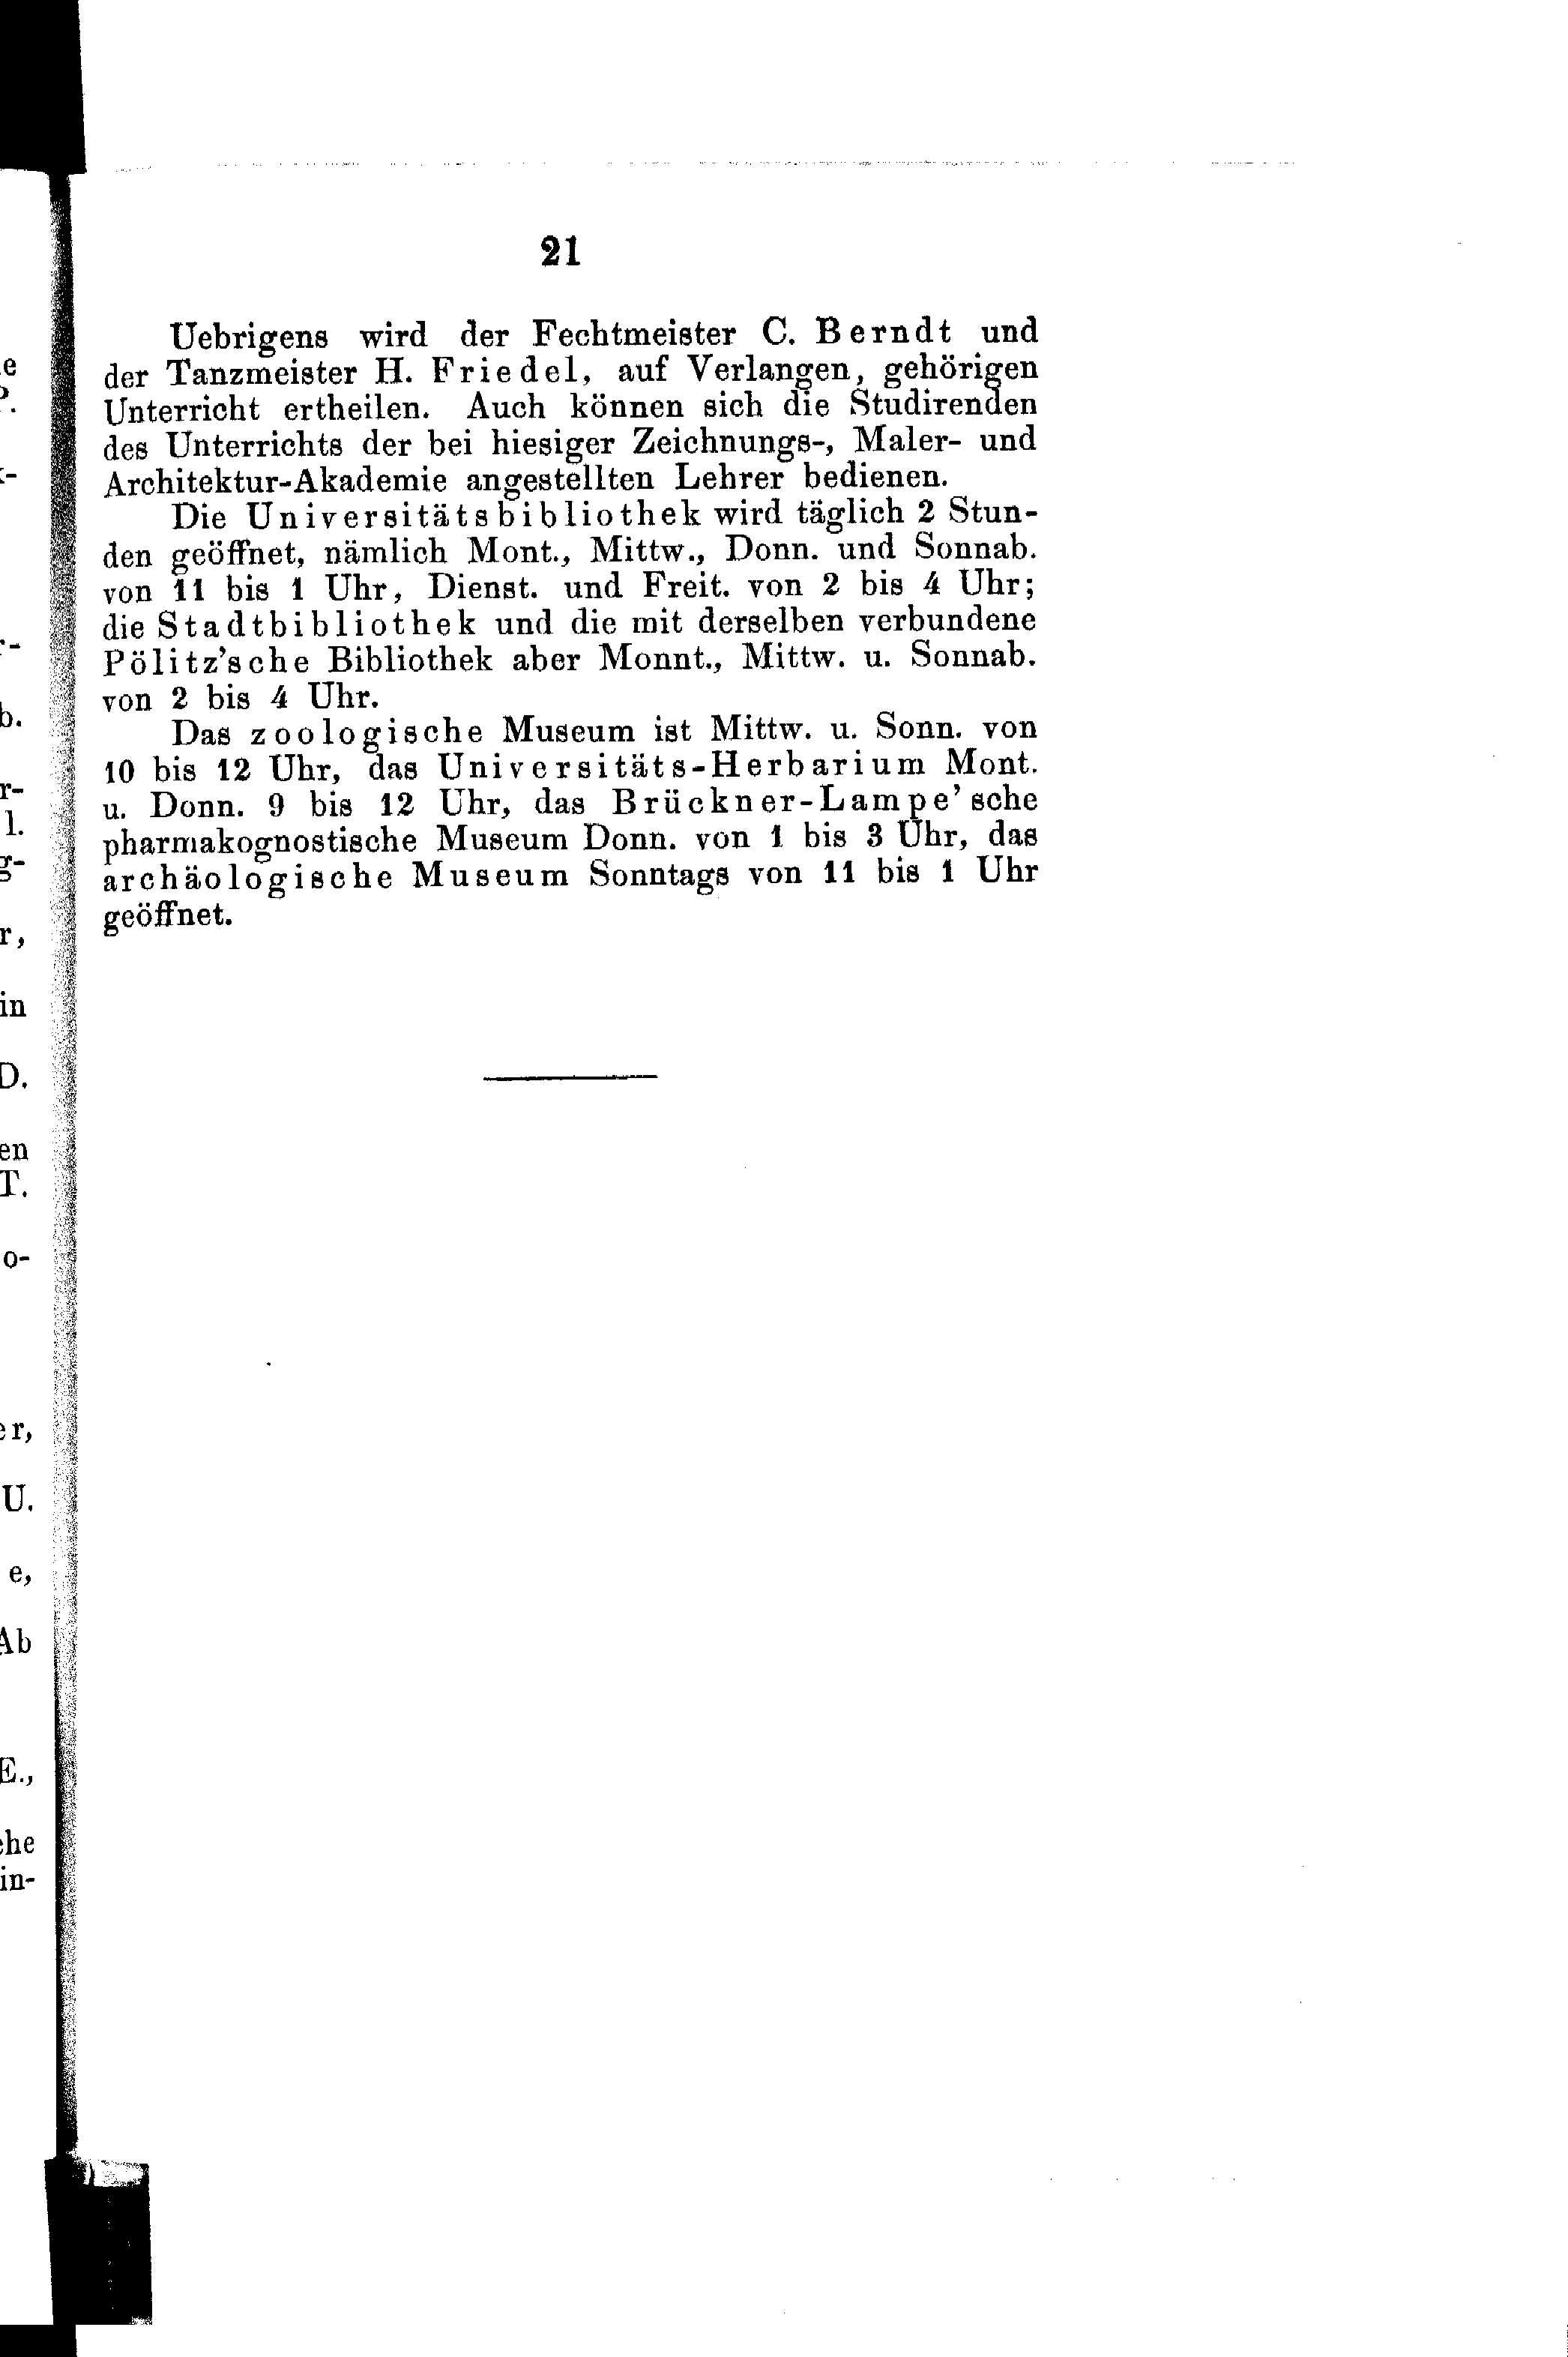 21
Uebrigens wird der Fechtmeister C. Berndt und
der Tanzmeister H. Friedel, auf Verlangen, gehörigen
Unterricht ertheilen. Auch können sich die Studirenden
des Unterrichts der bei hiesiger Zeichnungs-, Maler- und
Architektur-Akademie angestellten Lehrer bedienen.
Die Universitätsbibliothek wird täglich 2 Stun-
den geöffnet, nämlich Mont., Mittw., Donn. und Sonnab.
von 11 bis 1 Uhr, Dienst. und Freit. von 2 bis 4 Uhr;
die Stadtbibliothek und die mit derselben verbundene
Pölitz'sche Bibliothek aber Monnt., Mittw. u. Sonnab.
von 2 bis 4 Uhr.
Das zoologische Museum ist Mittw. u. Sonn. von
10 bis 12 Uhr, das Universitäts-Herbarium Mont.
u. Donn. 9 bis 12 Uhr, das Brückner-Lampe'sche
pharmakognostische Museum Donn. von 1 bis 3 Uhr, das
archäologische Museum Sonntags von 11 bis 1 Uhr
geöffnet.